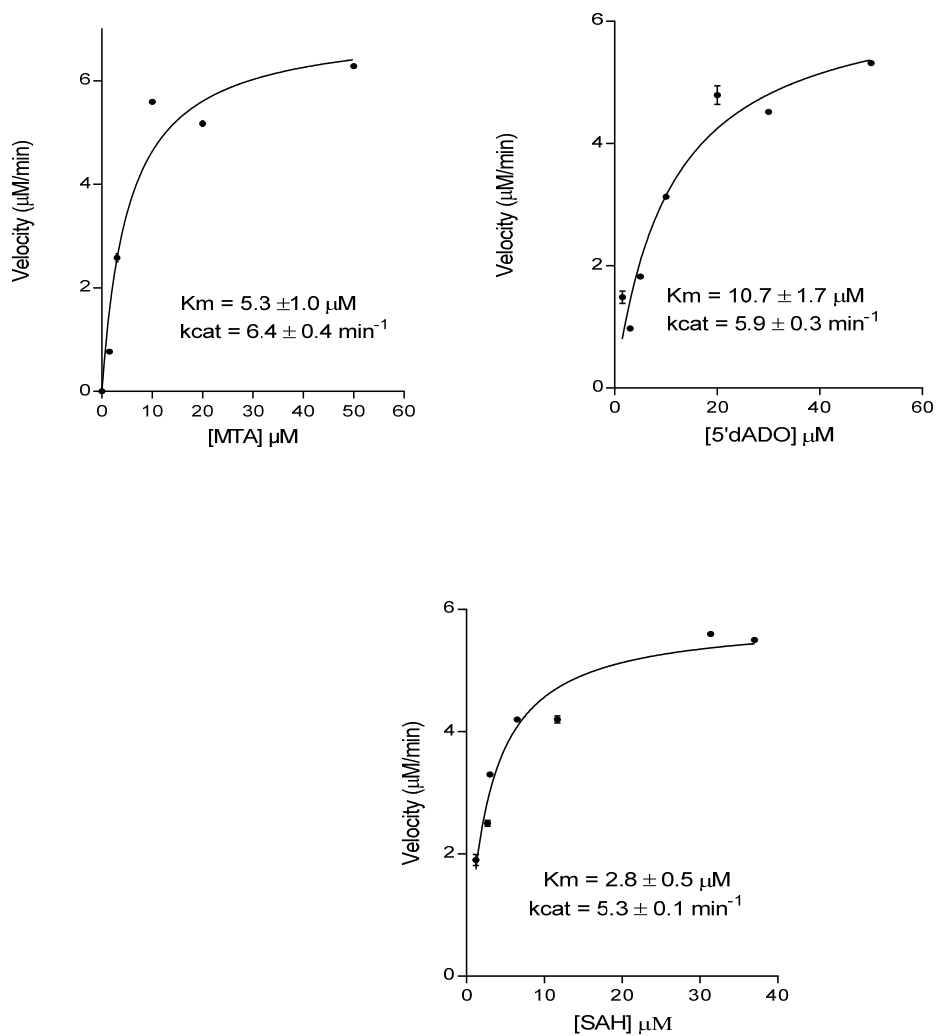 6
4
2
0
Velocity (μM/min)
Km = 5.3 ±1.0 μM
kcat = 6.4 ± 0.4 min⁻¹
0 10 20 30 40 50 60
[MTA] μM
6
4
2
0
Velocity (μM/min)
Km = 10.7 ± 1.7 μM
kcat = 5.9 ± 0.3 min⁻¹
0 20 40 60
[5'dADO] μM
6
4
2
0
Velocity (μM/min)
Km = 2.8 ± 0.5 μM
kcat = 5.3 ± 0.1 min⁻¹
0 10 20 30 40
[SAH] μM